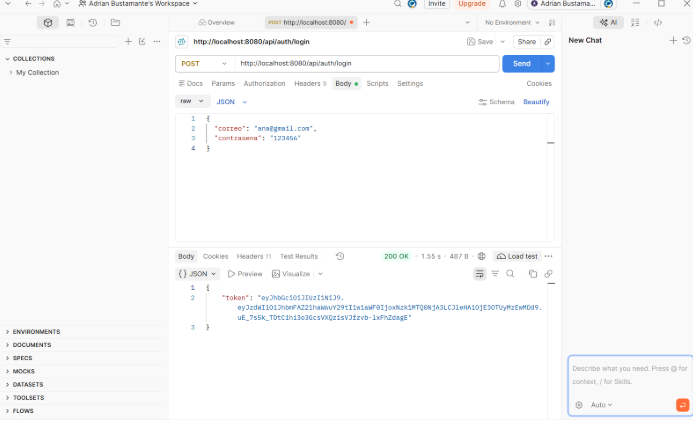 Adrian Bustamante's Workspace
Invite
Upgrade
Adrian Bustama...
Overview
POST http://localhost:8080/
No Environment
AI
http://localhost:8080/api/auth/login
Save
Share
New Chat
POST
http://localhost:8080/api/auth/login
Send
Docs
Params
Authorization
Headers 9
Body
Scripts
Settings
Cookies
raw
JSON
Schema
Beautify
1 {
2 "correo": "ana@gmail.com",
3 "contrasena": "123456"
4 }
COLLECTIONS
My Collection
Body
Cookies
Headers 11
Test Results
200 OK
1.55 s
487 B
Load test
{ } JSON
Preview
Visualize
1 {
2 "token":
3 }
ENVIRONMENTS
DOCUMENTS
SPECS
MOCKS
DATASETS
TOOLSETS
FLOWS
Describe what you need. Press @ for
context, / for Skills.
Auto